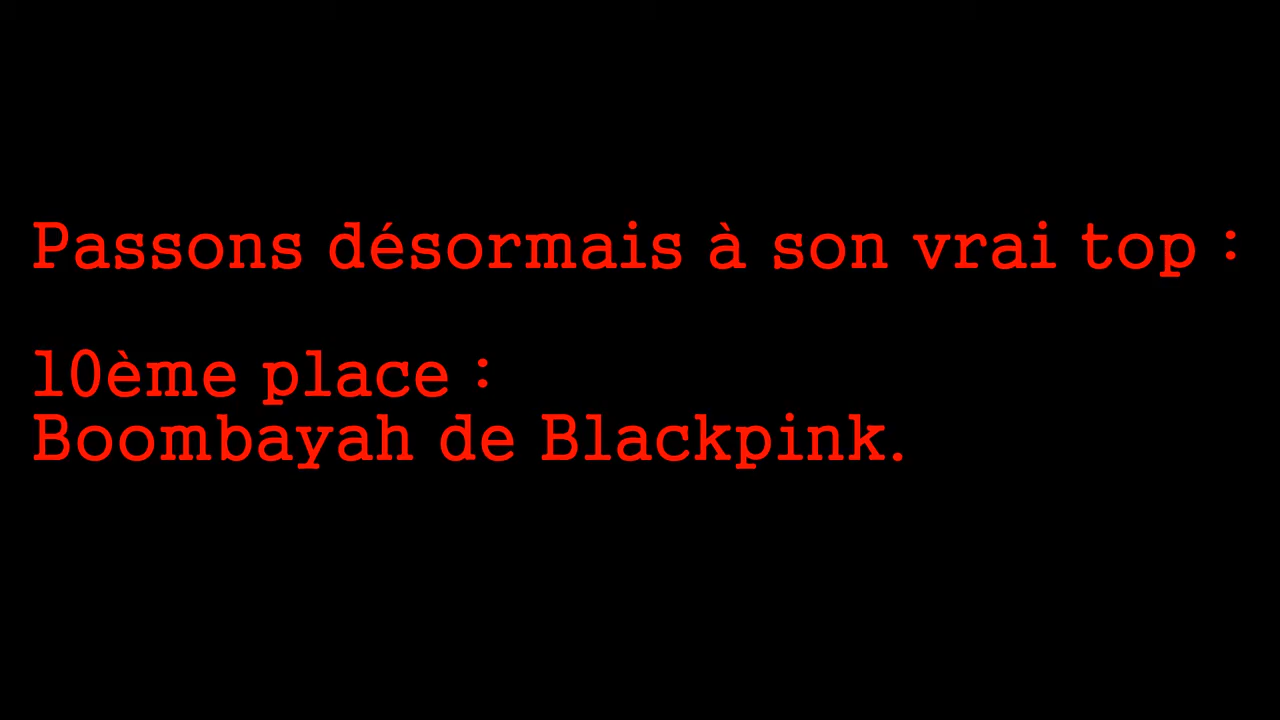 Passons désormais à son vrai top :
10ème place :
Boombayah de Blackpink.